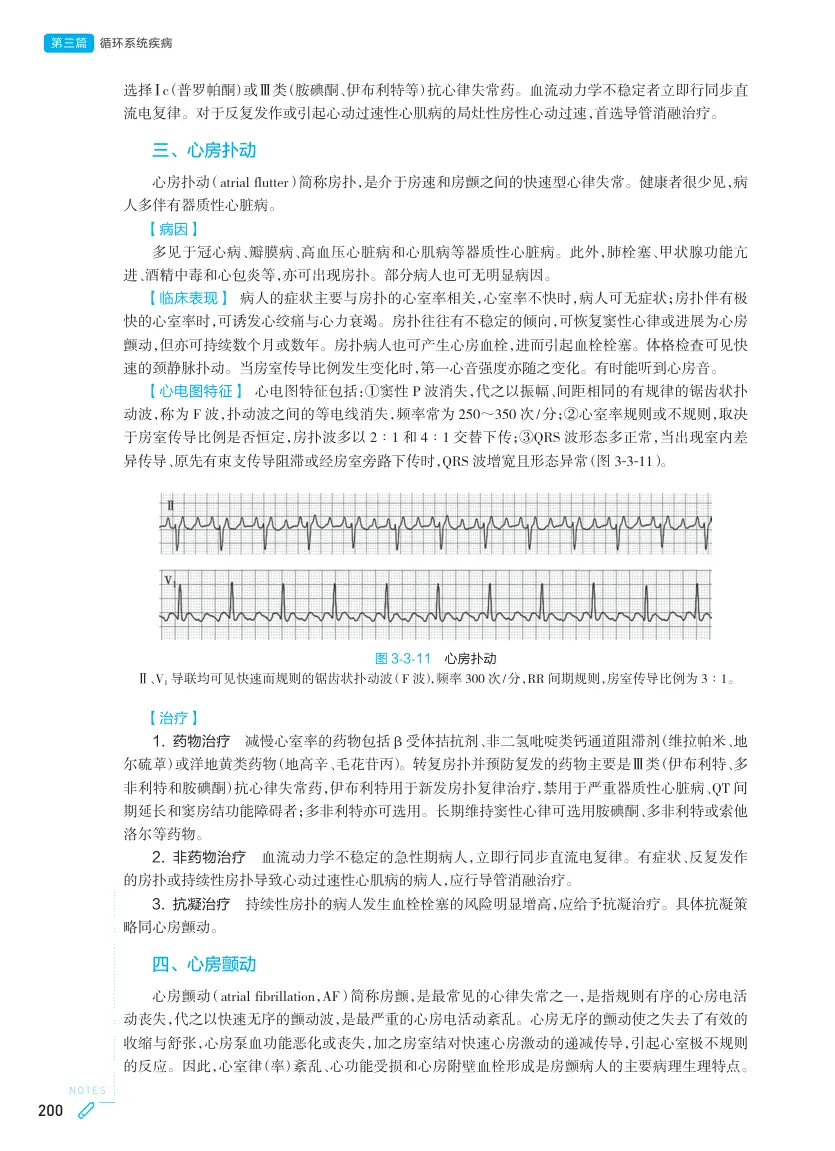 第三篇 循环系统疾病
选择Ⅰc(普罗帕酮)或Ⅲ类(胺碘酮、伊布利特等)抗心律失常药。血流动力学不稳定者立即行同步直
流电复律。对于反复发作或引起心动过速性心肌病的局灶性房性心动过速,首选导管消融治疗。
三、心房扑动
心房扑动(atrial flutter)简称房扑,是介于房速和房颤之间的快速型心律失常。健康者很少见,病
人多伴有器质性心脏病。
【病因】
多见于冠心病、瓣膜病、高血压心脏病和心肌病等器质性心脏病。此外,肺栓塞、甲状腺功能亢
进、酒精中毒和心包炎等,亦可出现房扑。部分病人也可无明显病因。
【临床表现】 病人的症状主要与房扑的心室率相关,心室率不快时,病人可无症状;房扑伴有极
快的心室率时,可诱发心绞痛与心力衰竭。房扑往往有不稳定的倾向,可恢复窦性心律或进展为心房
颤动,但亦可持续数个月或数年。房扑病人也可产生心房血栓,进而引起血栓栓塞。体格检查可见快
速的颈静脉扑动。当房室传导比例发生变化时,第一心音强度亦随之变化。有时能听到心房音。
【心电图特征】 心电图特征包括:①窦性 P 波消失,代之以振幅、间距相同的有规律的锯齿状扑
动波,称为 F 波,扑动波之间的等电线消失,频率常为 250～350 次/分;②心室率规则或不规则,取决
于房室传导比例是否恒定,房扑波多以 2∶1 和 4∶1 交替下传;③QRS 波形态多正常,当出现室内差
异传导、原先有束支传导阻滞或经房室旁路下传时,QRS 波增宽且形态异常(图 3-3-11)。
Ⅱ
V₁
图 3-3-11 心房扑动
Ⅱ、V₁ 导联均可见快速而规则的锯齿状扑动波(F 波),频率 300 次/分,RR 间期规则,房室传导比例为 3∶1。
【治疗】
1. 药物治疗 减慢心室率的药物包括 β 受体拮抗剂、非二氢吡啶类钙通道阻滞剂(维拉帕米、地
尔硫䓬)或洋地黄类药物(地高辛、毛花苷丙)。转复房扑并预防复发的药物主要是Ⅲ类(伊布利特、多
非利特和胺碘酮)抗心律失常药,伊布利特用于新发房扑复律治疗,禁用于严重器质性心脏病、QT 间
期延长和窦房结功能障碍者;多非利特亦可选用。长期维持窦性心律可选用胺碘酮、多非利特或索他
洛尔等药物。
2. 非药物治疗 血流动力学不稳定的急性期病人,立即行同步直流电复律。有症状、反复发作
的房扑或持续性房扑导致心动过速性心肌病的病人,应行导管消融治疗。
3. 抗凝治疗 持续性房扑的病人发生血栓栓塞的风险明显增高,应给予抗凝治疗。具体抗凝策
略同心房颤动。
四、心房颤动
心房颤动(atrial fibrillation,AF)简称房颤,是最常见的心律失常之一,是指规则有序的心房电活
动丧失,代之以快速无序的颤动波,是最严重的心房电活动紊乱。心房无序的颤动使之失去了有效的
收缩与舒张,心房泵血功能恶化或丧失,加之房室结对快速心房激动的递减传导,引起心室极不规则
的反应。因此,心室律(率)紊乱、心功能受损和心房附壁血栓形成是房颤病人的主要病理生理特点。
NOTES
200